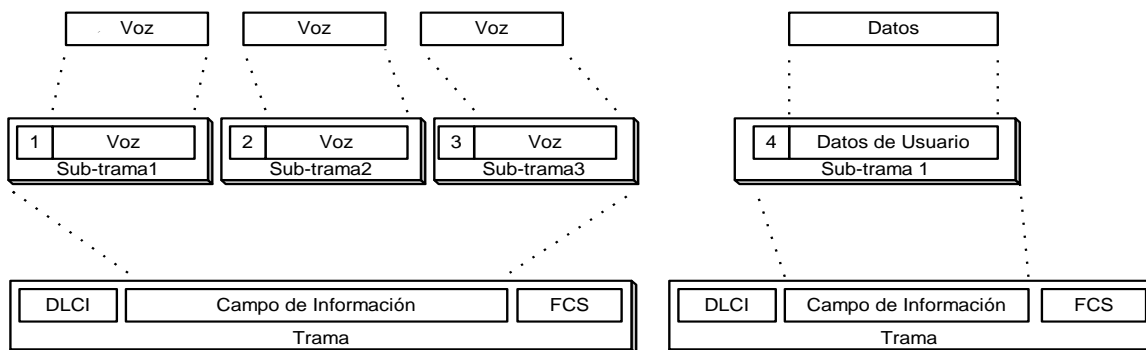 Voz Voz Voz Datos
1 Voz 2 Voz 3 Voz 4 Datos de Usuario
Sub-trama1 Sub-trama2 Sub-trama3 Sub-trama 1
DLCI Campo de Información FCS DLCI Campo de Información FCS
Trama Trama